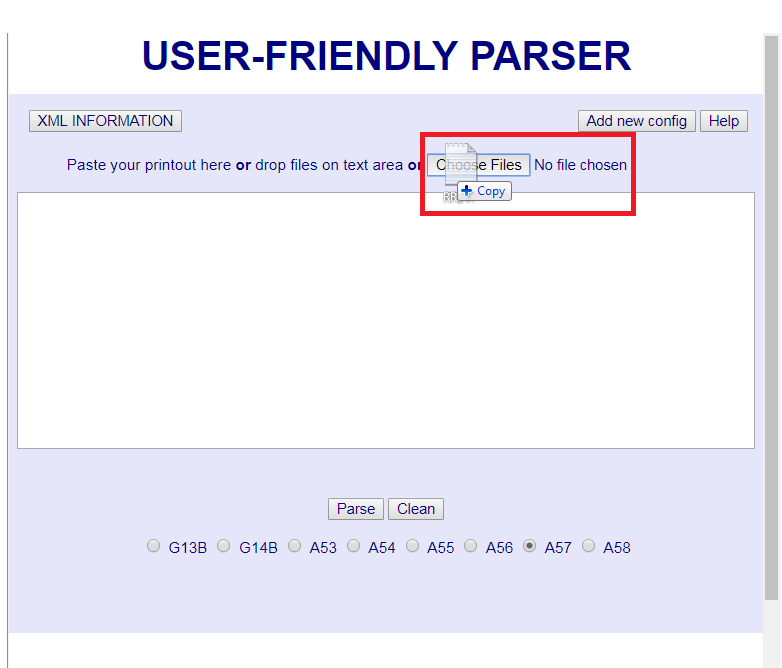 USER-FRIENDLY PARSER
XML INFORMATION Add new config Help
Paste your printout here or drop files on text area or Choose Files No file chosen
Copy
Parse Clean
G13B G14B A53 A54 A55 A56 A57 A58